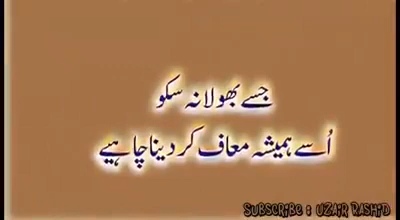 جسے بھولا نہ سکو
اُسے ہمیشہ معاف کر دینا چاہیے
SUBSCRIBE : UZAIR RASHID